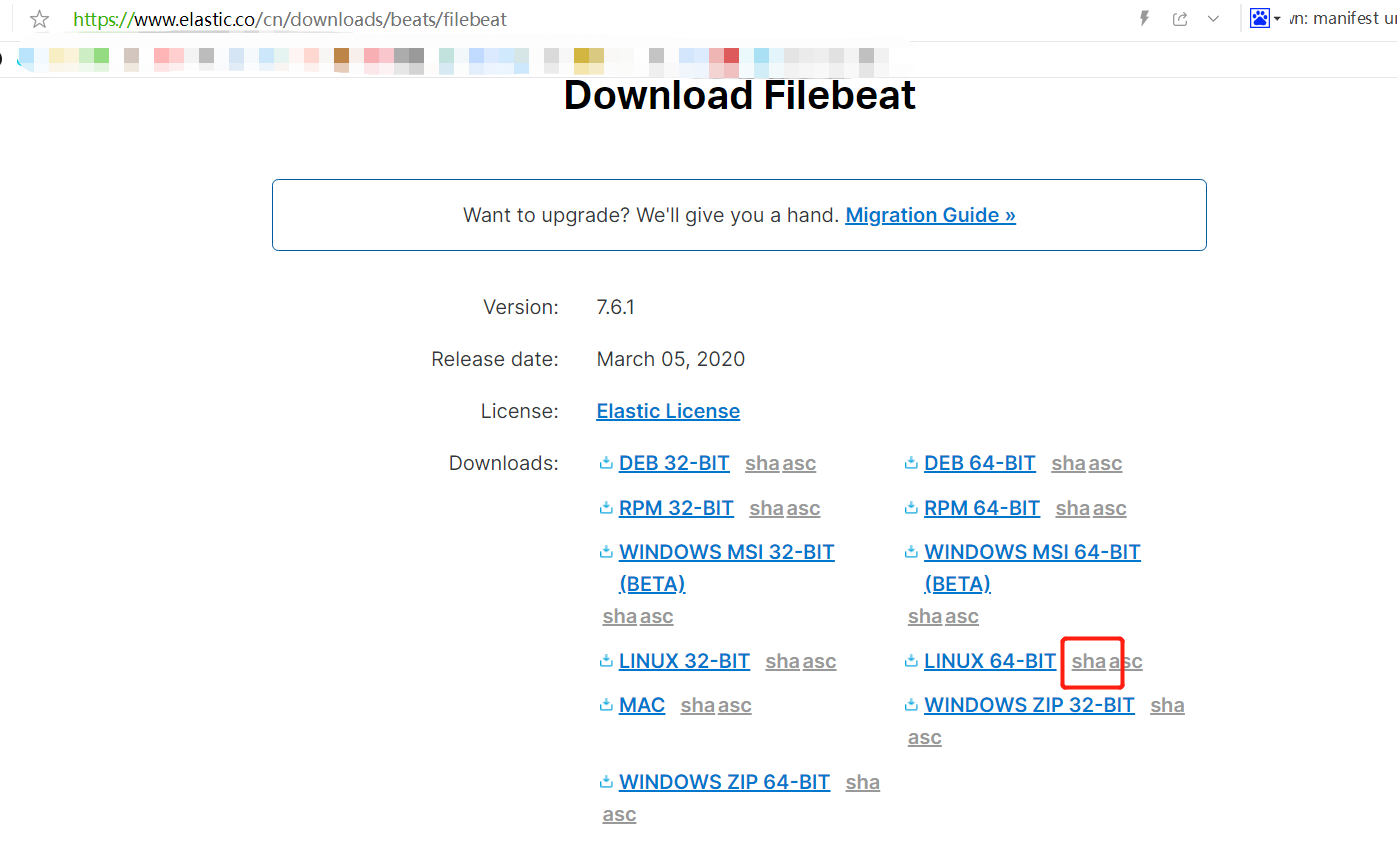 https://www.elastic.co/cn/downloads/beats/filebeat
wn: manifest un
Download Filebeat
Want to upgrade? We'll give you a hand. Migration Guide »
Version: 7.6.1
Release date: March 05, 2020
License: Elastic License
Downloads: DEB 32-BIT sha asc DEB 64-BIT sha asc
RPM 32-BIT sha asc RPM 64-BIT sha asc
WINDOWS MSI 32-BIT (BETA) sha asc
WINDOWS MSI 64-BIT (BETA) sha asc
LINUX 32-BIT sha asc LINUX 64-BIT sha asc
MAC sha asc WINDOWS ZIP 32-BIT sha
asc
WINDOWS ZIP 64-BIT sha
asc